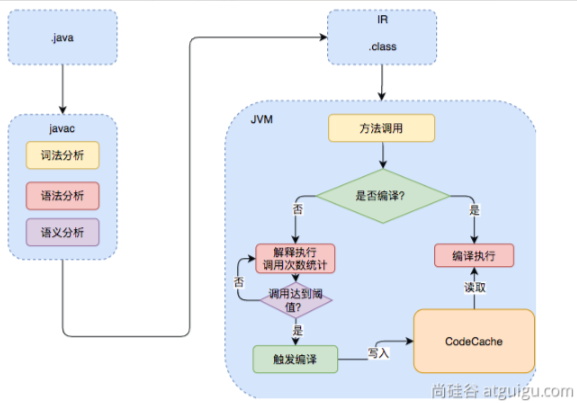 .java
IR
.class
javac
词法分析
语法分析
语义分析
JVM
方法调用
是否编译?
否
是
解释执行
调用次数统计
编译执行
否
调用达到阈
值?
读取
是
触发编译
写入
CodeCache
尚硅谷 atguigu.com